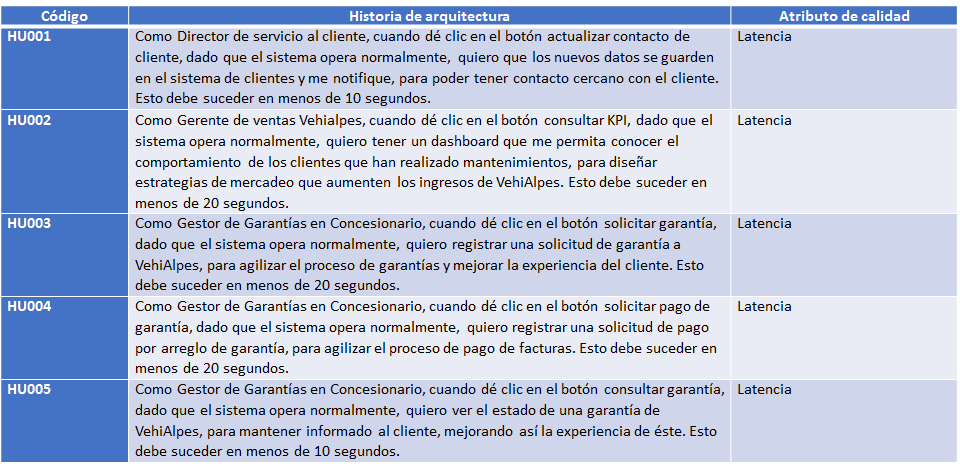 Código Historia de arquitectura Atributo de calidad
HU001 Como Director de servicio al cliente, cuando dé clic en el botón actualizar contacto de Latencia
cliente, dado que el sistema opera normalmente, quiero que los nuevos datos se guarden
en el sistema de clientes y me notifique, para poder tener contacto cercano con el cliente.
Esto debe suceder en menos de 10 segundos.
HU002 Como Gerente de ventas Vehialpes, cuando dé clic en el botón consultar KPI, dado que el Latencia
sistema opera normalmente, quiero tener un dashboard que me permita conocer el
comportamiento de los clientes que han realizado mantenimientos, para diseñar
estrategias de mercadeo que aumenten los ingresos de VehiAlpes. Esto debe suceder en
menos de 20 segundos.
HU003 Como Gestor de Garantías en Concesionario, cuando dé clic en el botón solicitar garantía, Latencia
dado que el sistema opera normalmente, quiero registrar una solicitud de garantía a
VehiAlpes, para agilizar el proceso de garantías y mejorar la experiencia del cliente. Esto
debe suceder en menos de 20 segundos.
HU004 Como Gestor de Garantías en Concesionario, cuando dé clic en el botón solicitar pago de Latencia
garantía, dado que el sistema opera normalmente, quiero registrar una solicitud de pago
por arreglo de garantía, para agilizar el proceso de pago de facturas. Esto debe suceder en
menos de 20 segundos.
HU005 Como Gestor de Garantías en Concesionario, cuando dé clic en el botón consultar garantía, Latencia
dado que el sistema opera normalmente, quiero ver el estado de una garantía de
VehiAlpes, para mantener informado al cliente, mejorando así la experiencia de éste. Esto
debe suceder en menos de 10 segundos.